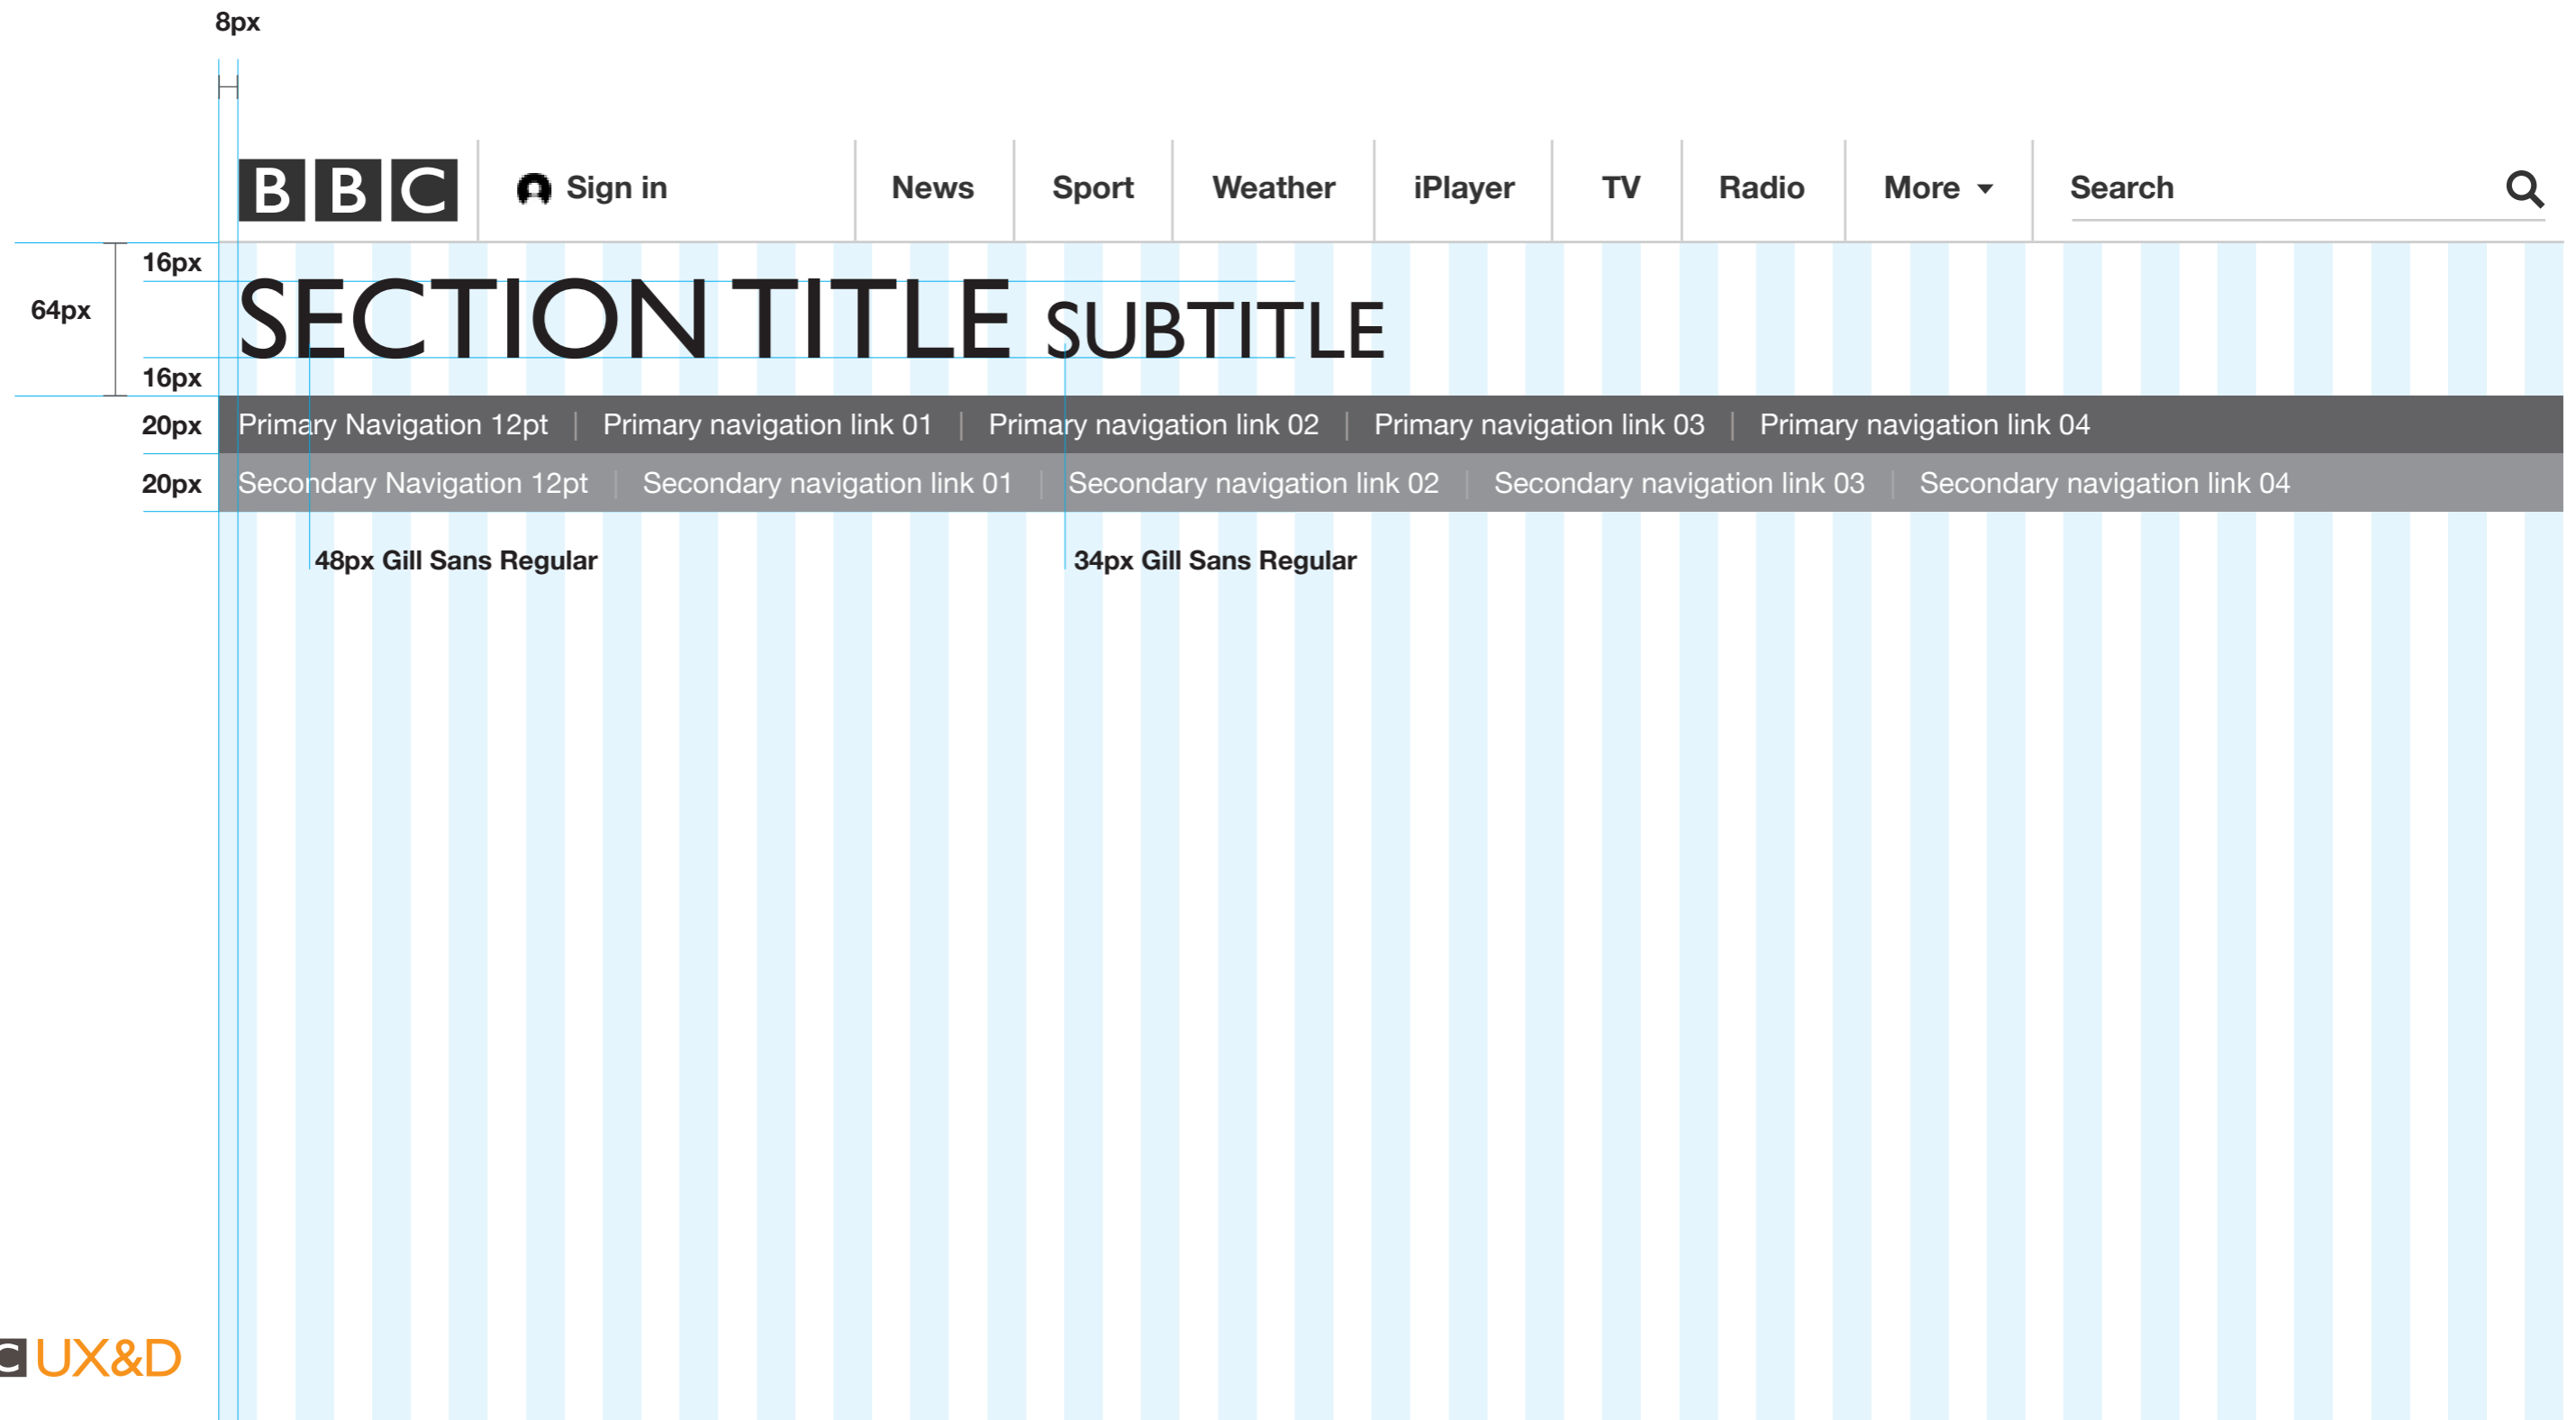 8px
BBC Sign in News Sport Weather iPlayer TV Radio More Search
16px
64px
SECTION TITLE SUBTITLE
16px
20px Primary Navigation 12pt | Primary navigation link 01 | Primary navigation link 02 | Primary navigation link 03 | Primary navigation link 04
20px Secondary Navigation 12pt | Secondary navigation link 01 | Secondary navigation link 02 | Secondary navigation link 03 | Secondary navigation link 04
48px Gill Sans Regular 34px Gill Sans Regular
C UX&D